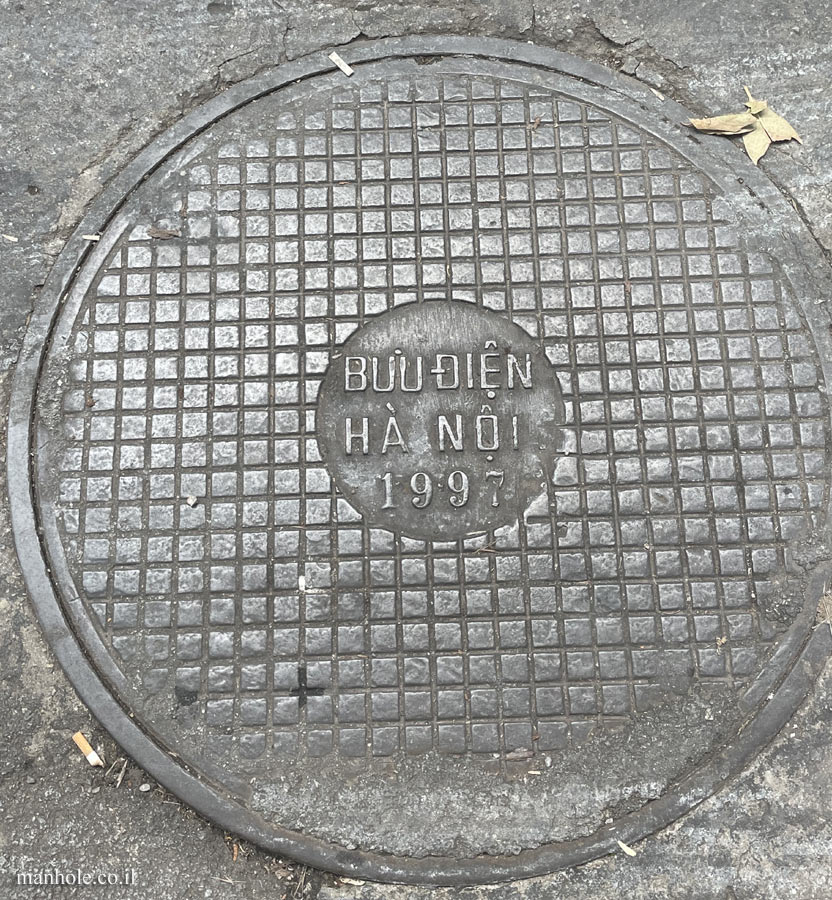 BƯU ĐIỆN
HÀ NỘI
1997
manhole.co.il